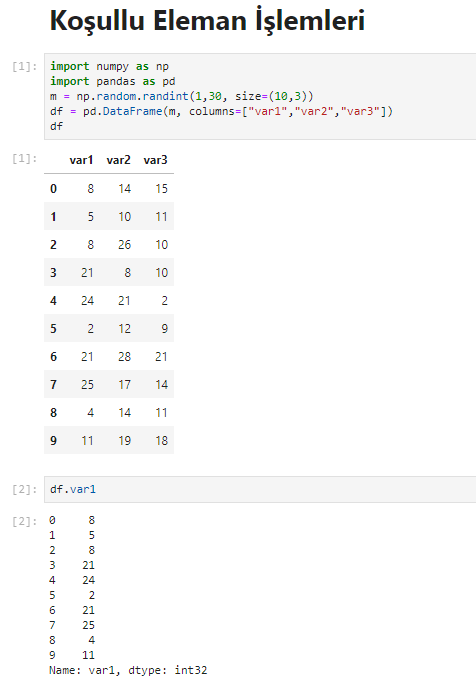 Koşullu Eleman İşlemleri
[1]: import numpy as np
import pandas as pd
m = np.random.randint(1,30, size=(10,3))
df = pd.DataFrame(m, columns=["var1","var2","var3"])
df
[1]: var1 var2 var3
0 8 14 15
1 5 10 11
2 8 26 10
3 21 8 10
4 24 21 2
5 2 12 9
6 21 28 21
7 25 17 14
8 4 14 11
9 11 19 18
[2]: df.var1
[2]: 0 8
1 5
2 8
3 21
4 24
5 2
6 21
7 25
8 4
9 11
Name: var1, dtype: int32